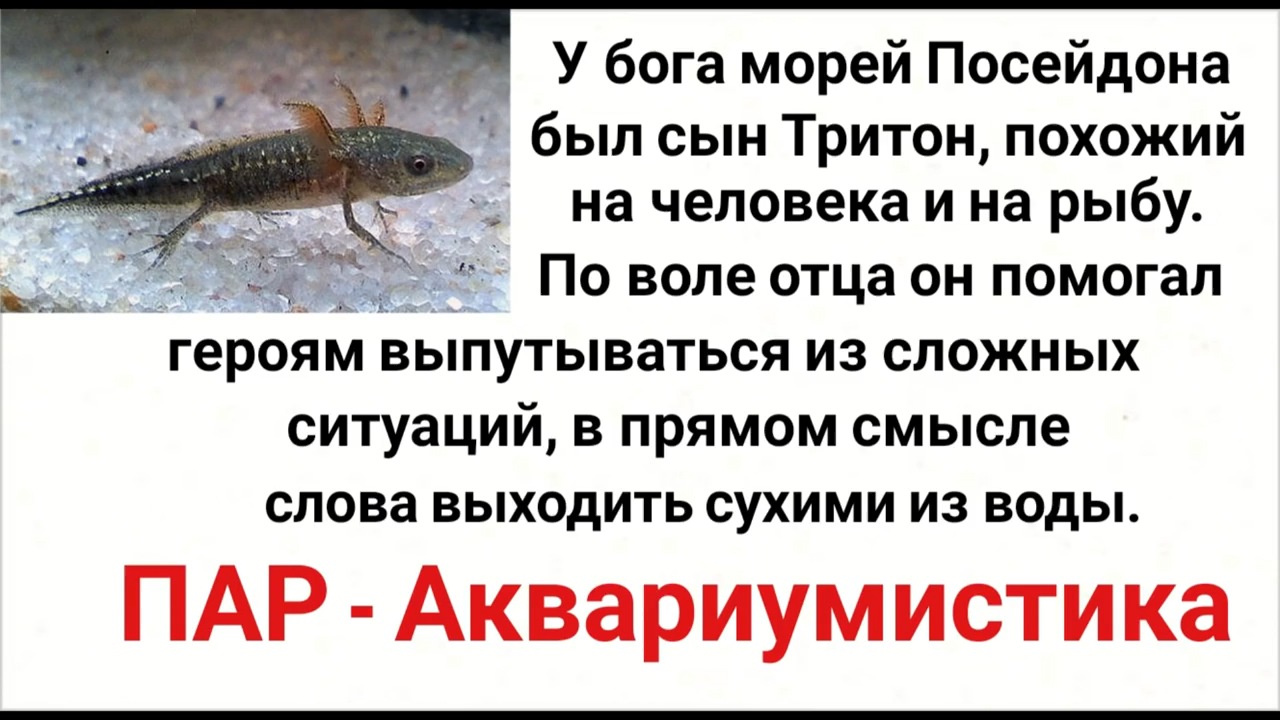 У бога морей Посейдона
был сын Тритон, похожий
на человека и на рыбу.
По воле отца он помогал
героям выпутываться из сложных
ситуаций, в прямом смысле
слова выходить сухими из воды.
ПАР - Аквариумистика